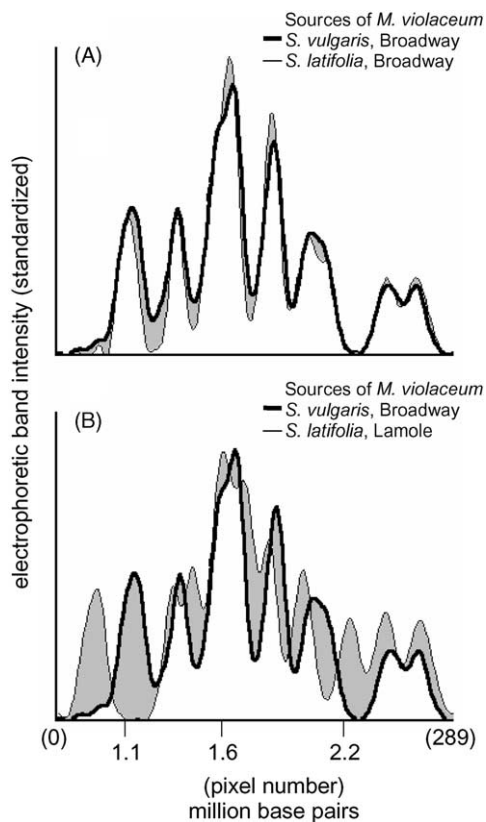 (A)
Sources of M. violaceum
S. vulgaris, Broadway
S. latifolia, Broadway
electrophoretic band intensity (standardized)
(B)
Sources of M. violaceum
S. vulgaris, Broadway
S. latifolia, Lamole
(0)
1.1
1.6
2.2
(289)
(pixel number)
million base pairs